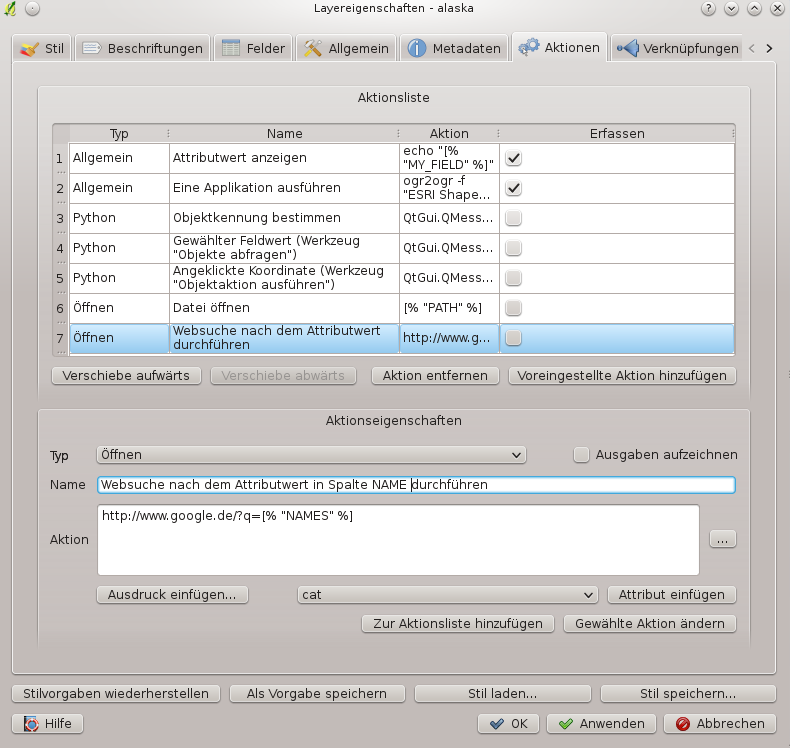 Layereigenschaften - alaska
Stil Beschriftungen Felder Allgemein Metadaten Aktionen Verknüpfungen
Aktionsliste
Typ Name Aktion Erfassen
1 Allgemein Attributwert anzeigen echo "[%
"MY_FIELD" %]"
2 Allgemein Eine Applikation ausführen ogr2ogr -f
"ESRI Shape...
3 Python Objektkennung bestimmen QtGui.QMess...
4 Python Gewählter Feldwert (Werkzeug
"Objekte abfragen") QtGui.QMess...
5 Python Angeklickte Koordinate (Werkzeug
"Objektaktion ausführen") QtGui.QMess...
6 Öffnen Datei öffnen [% "PATH" %]
7 Öffnen Websuche nach dem Attributwert
durchführen http://www.g...
Verschiebe aufwärts Verschiebe abwärts Aktion entfernen Voreingestellte Aktion hinzufügen
Aktionseigenschaften
Typ Öffnen Ausgaben aufzeichnen
Name Websuche nach dem Attributwert in Spalte NAME durchführen
Aktion http://www.google.de/?q=[% "NAMES" %]
...
Ausdruck einfügen... cat Attribut einfügen
Zur Aktionsliste hinzufügen Gewählte Aktion ändern
Stilvorgaben wiederherstellen Als Vorgabe speichern Stil laden... Stil speichern...
Hilfe OK Anwenden Abbrechen